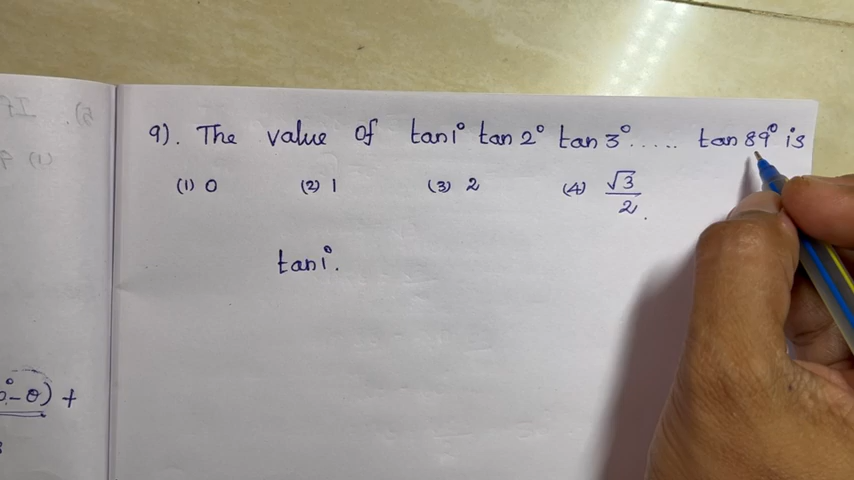 9). The value of tan1° tan 2° tan 3°..... tan 89° is
(1) 0 (2) 1 (3) 2 (4) √3/2.
tan1°.
-θ) +